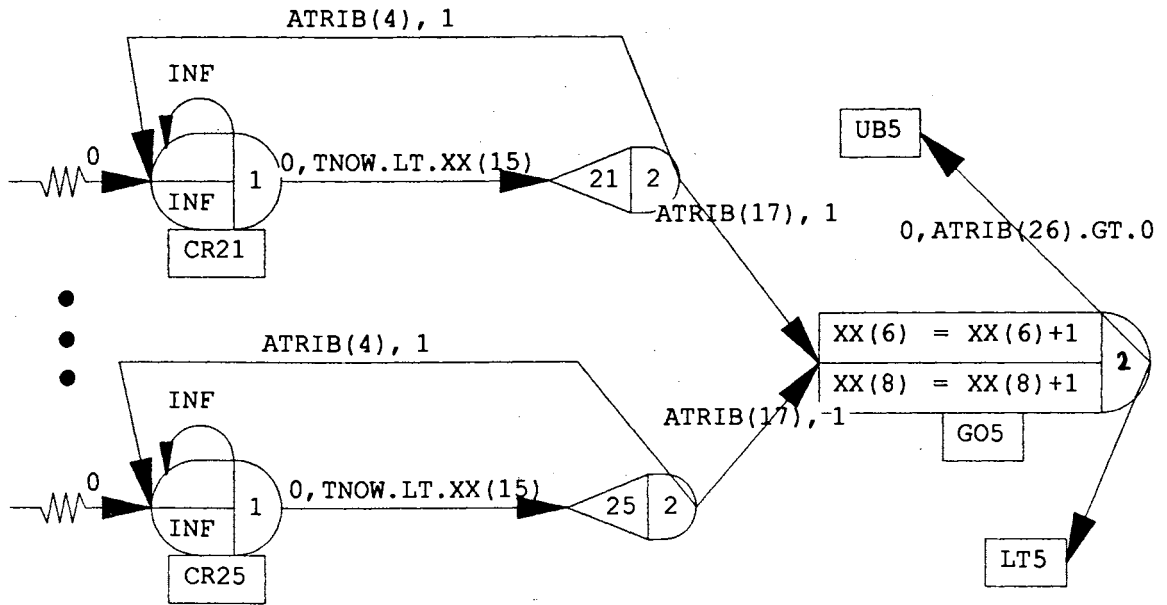 ATRIB(4), 1
INF
0
1
INF
0,TNOW.LT.XX(15)
21
2
CR21
ATRIB(17), 1
UB5
0,ATRIB(26).GT.0
XX(6) = XX(6)+1
XX(8) = XX(8)+1
2
GO5
ATRIB(4), 1
INF
0
1
INF
0,TNOW.LT.XX(15)
25
2
CR25
ATRIB(17), 1
LT5